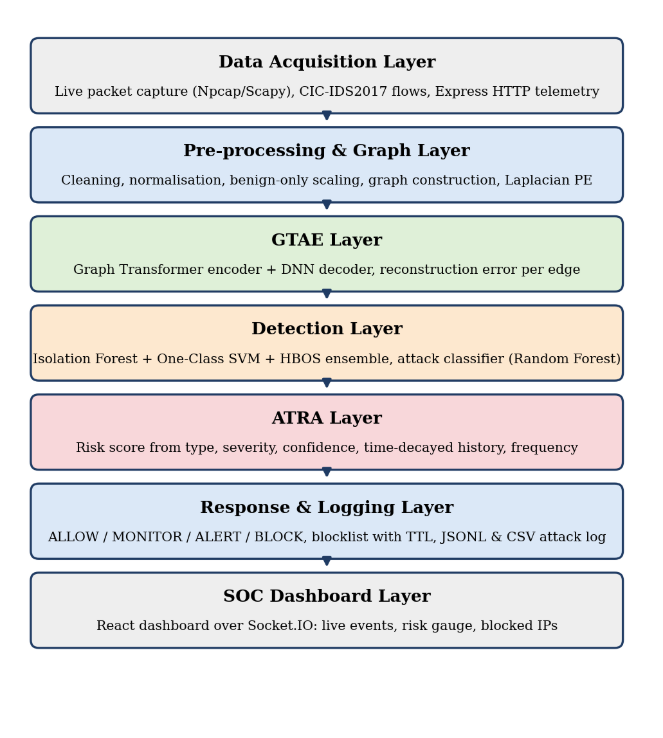 Data Acquisition Layer
Live packet capture (Npcap/Scapy), CIC-IDS2017 flows, Express HTTP telemetry
Pre-processing & Graph Layer
Cleaning, normalisation, benign-only scaling, graph construction, Laplacian PE
GTAE Layer
Graph Transformer encoder + DNN decoder, reconstruction error per edge
Detection Layer
Isolation Forest + One-Class SVM + HBOS ensemble, attack classifier (Random Forest)
ATRA Layer
Risk score from type, severity, confidence, time-decayed history, frequency
Response & Logging Layer
ALLOW / MONITOR / ALERT / BLOCK, blocklist with TTL, JSONL & CSV attack log
SOC Dashboard Layer
React dashboard over Socket.IO: live events, risk gauge, blocked IPs